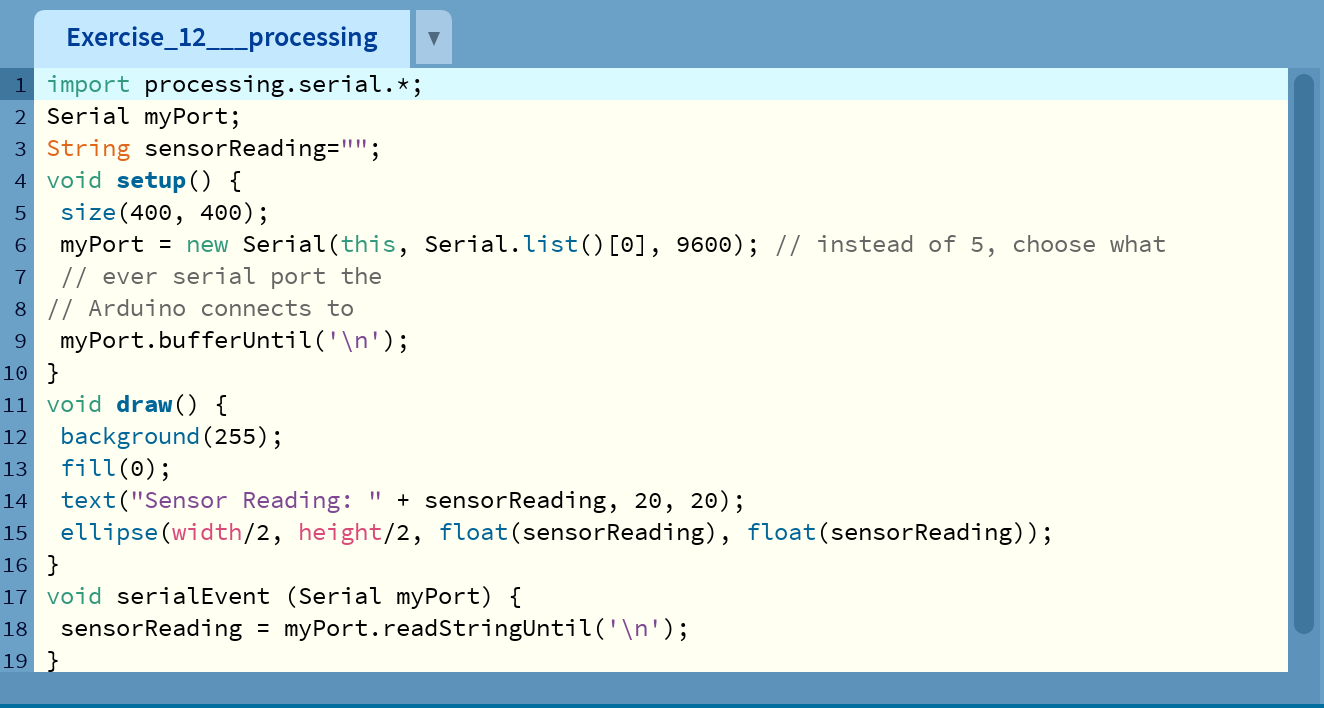 Exercise_12___processing ▼
1 import processing.serial.*;
2 Serial myPort;
3 String sensorReading="";
4 void setup() {
5  size(400, 400);
6  myPort = new Serial(this, Serial.list()[0], 9600); // instead of 5, choose what
7  // ever serial port the
8 // Arduino connects to
9  myPort.bufferUntil('\n');
10 }
11 void draw() {
12  background(255);
13  fill(0);
14  text("Sensor Reading: " + sensorReading, 20, 20);
15  ellipse(width/2, height/2, float(sensorReading), float(sensorReading));
16 }
17 void serialEvent (Serial myPort) {
18  sensorReading = myPort.readStringUntil('\n');
19 }